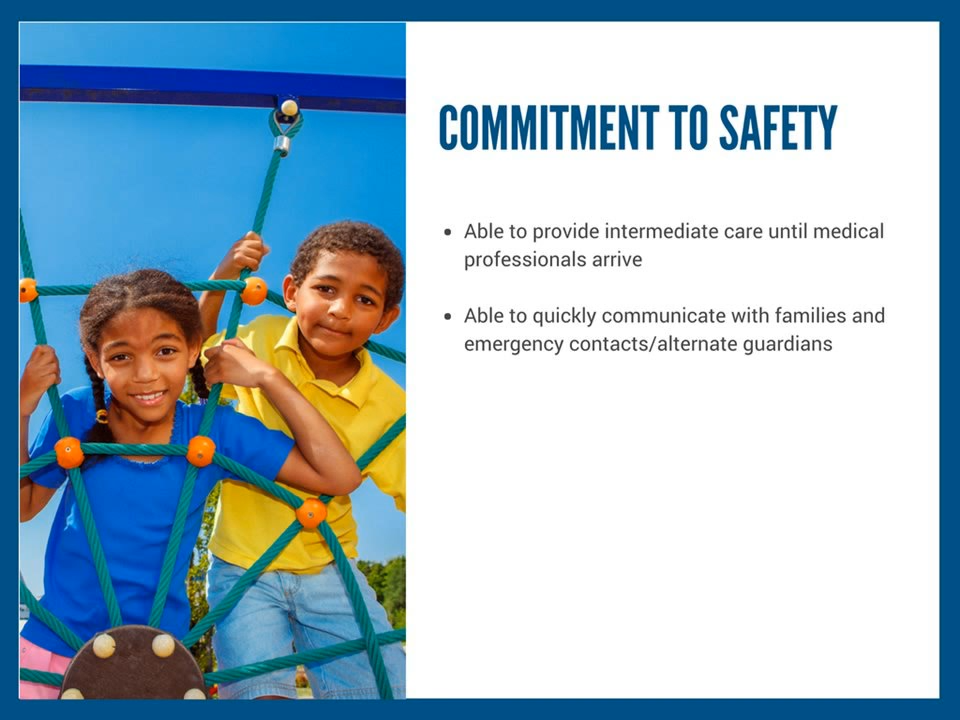 COMMITMENT TO SAFETY
• Able to provide intermediate care until medical
professionals arrive
• Able to quickly communicate with families and
emergency contacts/alternate guardians